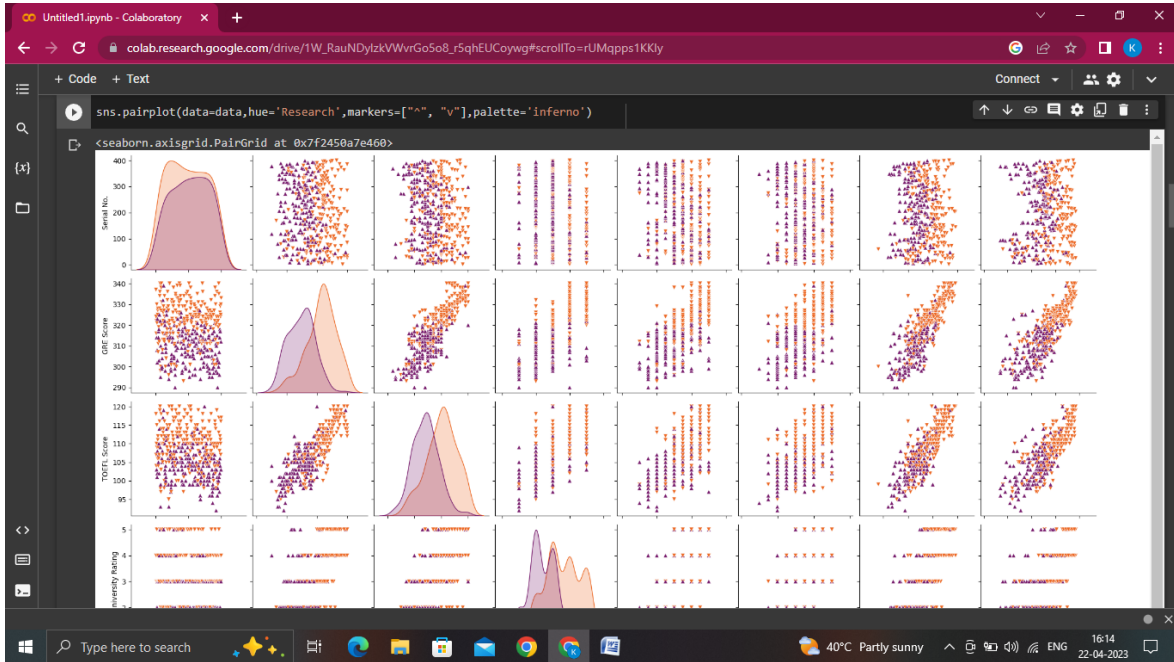 Untitled1.ipynb - Colaboratory
colab.research.google.com/drive/1W_RauNDylzkVWvrGo5o8_r5qhEUCoywg#scrollTo=rUMqpps1KKly
K
+ Code + Text
Connect
sns.pairplot(data=data,hue='Research',markers=["^", "v"],palette='inferno')
<seaborn.axisgrid.PairGrid at 0x7f2450a7e460>
{x}
Serial No.
400
300
200
100
0
GRE Score
340
330
320
310
300
290
TOEFL Score
120
115
110
105
100
95
niversity Rating
5
4
3
Type here to search
40°C Partly sunny
ENG
16:14
22-04-2023